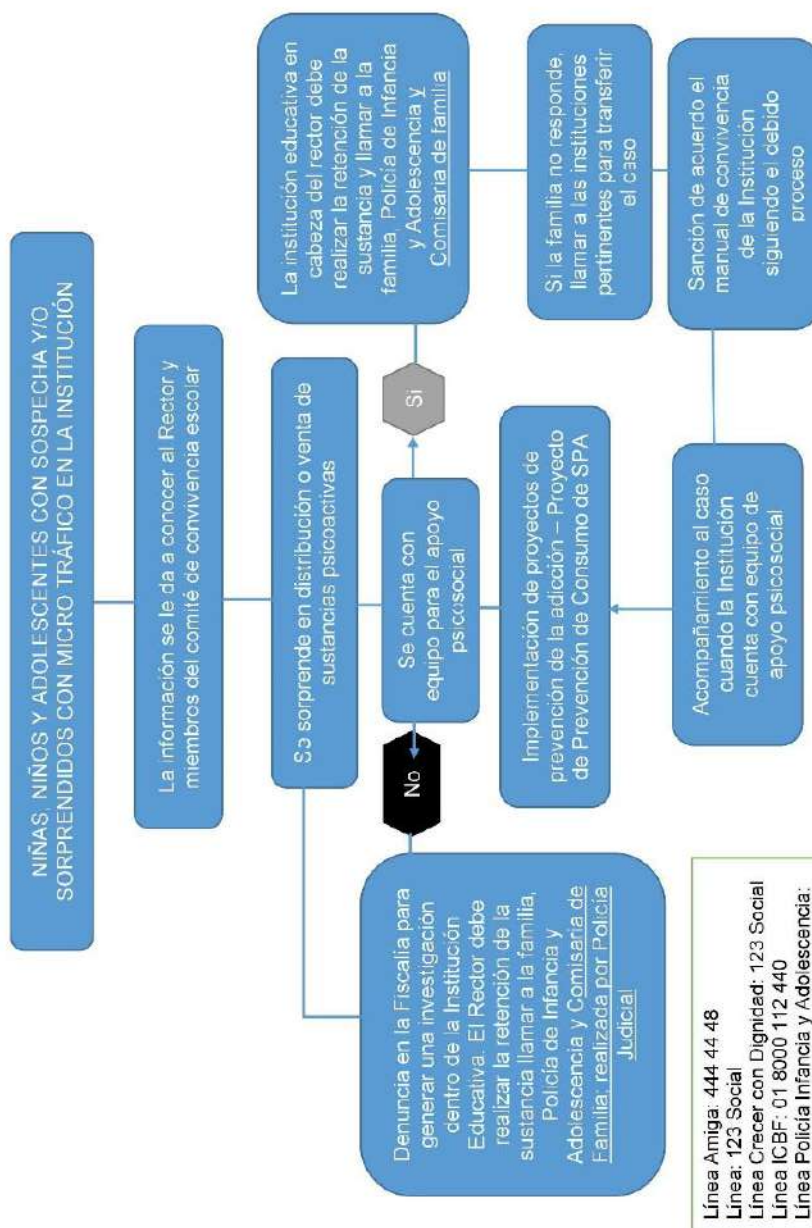 NIÑAS, NIÑOS Y ADOLESCENTES CON SOSPECHA Y/O
SORPRENDIDOS CON MICRO TRÁFICO EN LA INSTITUCIÓN
La información se le da a conocer al Rector y
miembros del comité de convivencia escolar
Se sorprende en distribución o venta de
sustancias psicoactivas
Se cuenta con
equipo para el apoyo
psicosocial
No
Si
Denuncia en la Fiscalía para
generar una investigación
dentro de la Institución
Educativa. El Rector debe
realizar la retención de la
sustancia llamar a la familia,
Policía de Infancia y
Adolescencia y Comisaría de
Familia; realizada por Policía
Judicial
La institución educativa en
cabeza del rector debe
realizar la retención de la
sustancia y llamar a la
familia, Policía de Infancia
y Adolescencia y
Comisaria de familia
Si la familia no responde,
llamar a las instituciones
pertinentes para transferir
el caso
Sanción de acuerdo el
manual de convivencia
de la Institución
siguiendo el debido
proceso
Acompañamiento al caso
cuando la Institución
cuenta con equipo de
apoyo psicosocial
Implementación de proyectos de
prevención de la adicción – Proyecto
de Prevención de Consumo de SPA
Línea Amiga: 444 44 48
Línea: 123 Social
Línea Crecer con Dignidad: 123 Social
Línea ICBF: 01 8000 112 440
Línea Policía Infancia y Adolescencia: